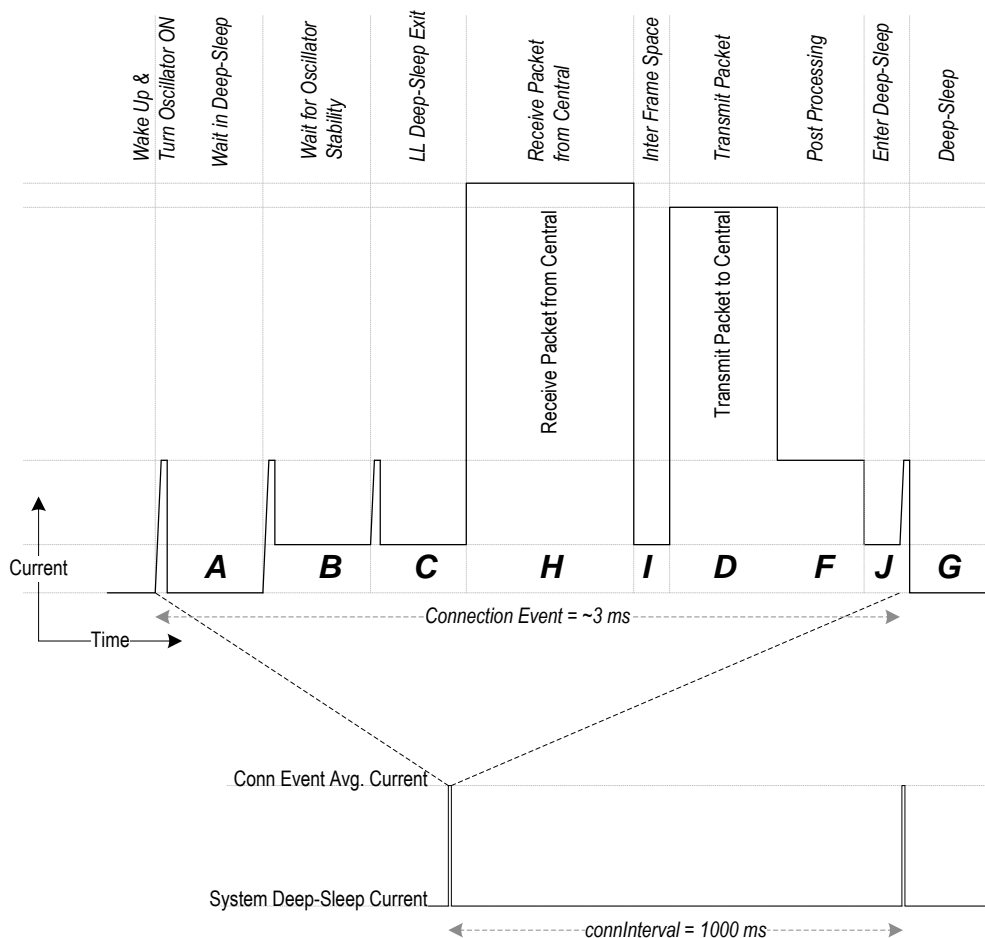 Wake Up &
Turn Oscillator ON
Wait in Deep-Sleep
Wait for Oscillator
Stability
LL Deep-Sleep Exit
Receive Packet
from Central
Inter Frame Space
Transmit Packet
Post Processing
Enter Deep-Sleep
Deep-Sleep
Receive Packet from Central
Transmit Packet to Central
Current
A
B
C
H
I
D
F
J
G
Connection Event = ~3 ms
Time
Conn Event Avg. Current
System Deep-Sleep Current
connInterval = 1000 ms